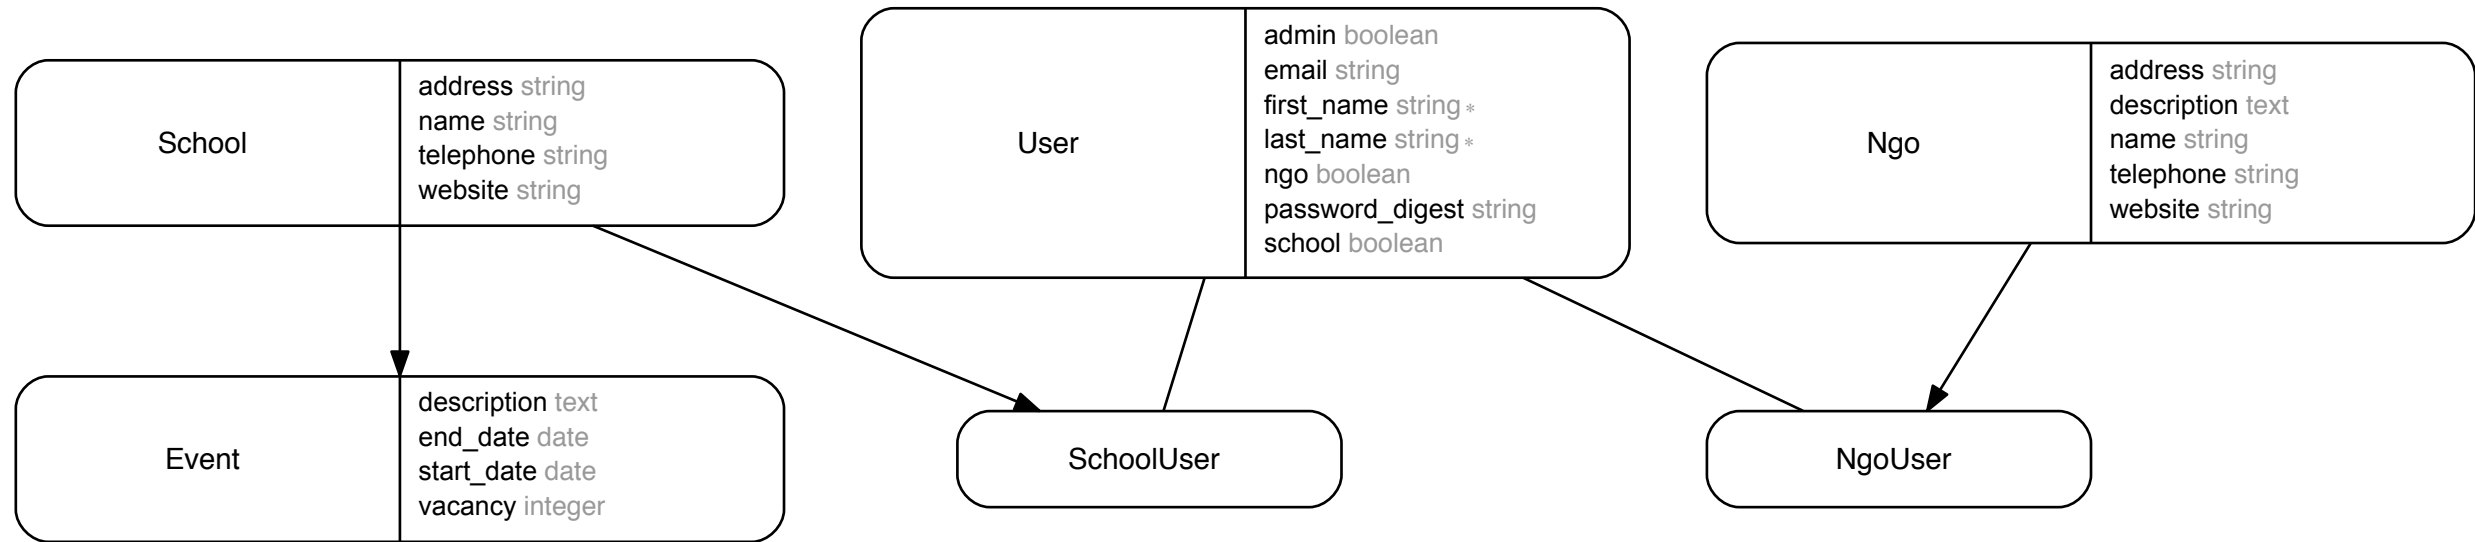 School
address string
name string
telephone string
website string
User
admin boolean
email string
first_name string *
last_name string *
ngo boolean
password_digest string
school boolean
Ngo
address string
description text
name string
telephone string
website string
Event
description text
end_date date
start_date date
vacancy integer
SchoolUser
NgoUser